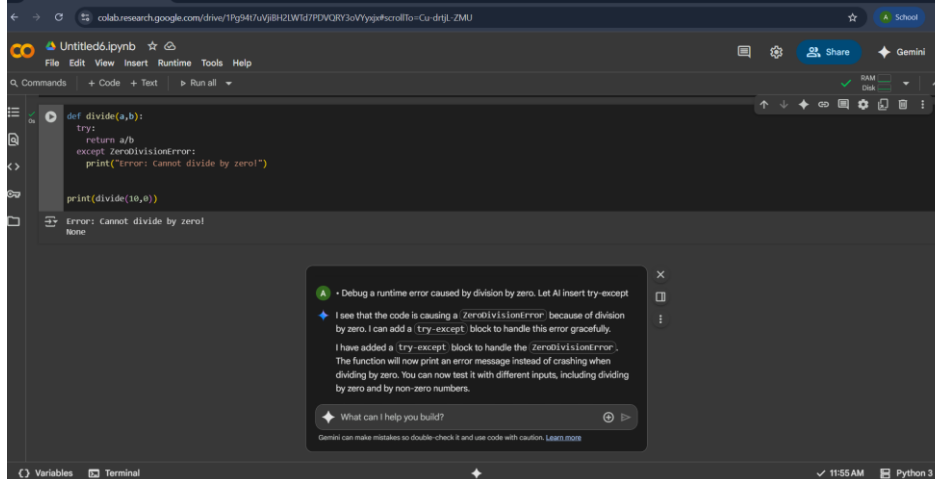 colab.research.google.com/drive/1Pg94t7uVjiBH2LWTd7PDVQRY3oVYyxjx#scrollTo=Cu-drtjL-ZMU
School
Untitled6.ipynb
Share
Gemini
File Edit View Insert Runtime Tools Help
Commands + Code + Text Run all
RAM
Disk
0s
def divide(a,b):
try:
return a/b
except ZeroDivisionError:
print("Error: Cannot divide by zero!")
print(divide(10,0))
Error: Cannot divide by zero!
None
A • Debug a runtime error caused by division by zero. Let AI insert try-except
I see that the code is causing a ZeroDivisionError because of division
by zero. I can add a try-except block to handle this error gracefully.
I have added a try-except block to handle the ZeroDivisionError.
The function will now print an error message instead of crashing when
dividing by zero. You can now test it with different inputs, including dividing
by zero and by non-zero numbers.
What can I help you build?
Gemini can make mistakes so double-check it and use code with caution. Learn more
{} Variables Terminal
11:55 AM Python 3